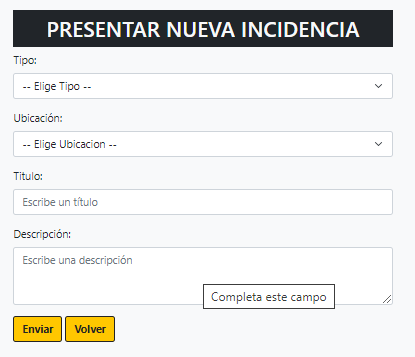 PRESENTAR NUEVA INCIDENCIA
Tipo:
-- Elige Tipo --
Ubicación:
-- Elige Ubicacion --
Titulo:
Escribe un título
Descripción:
Escribe una descripción
Completa este campo
Enviar Volver